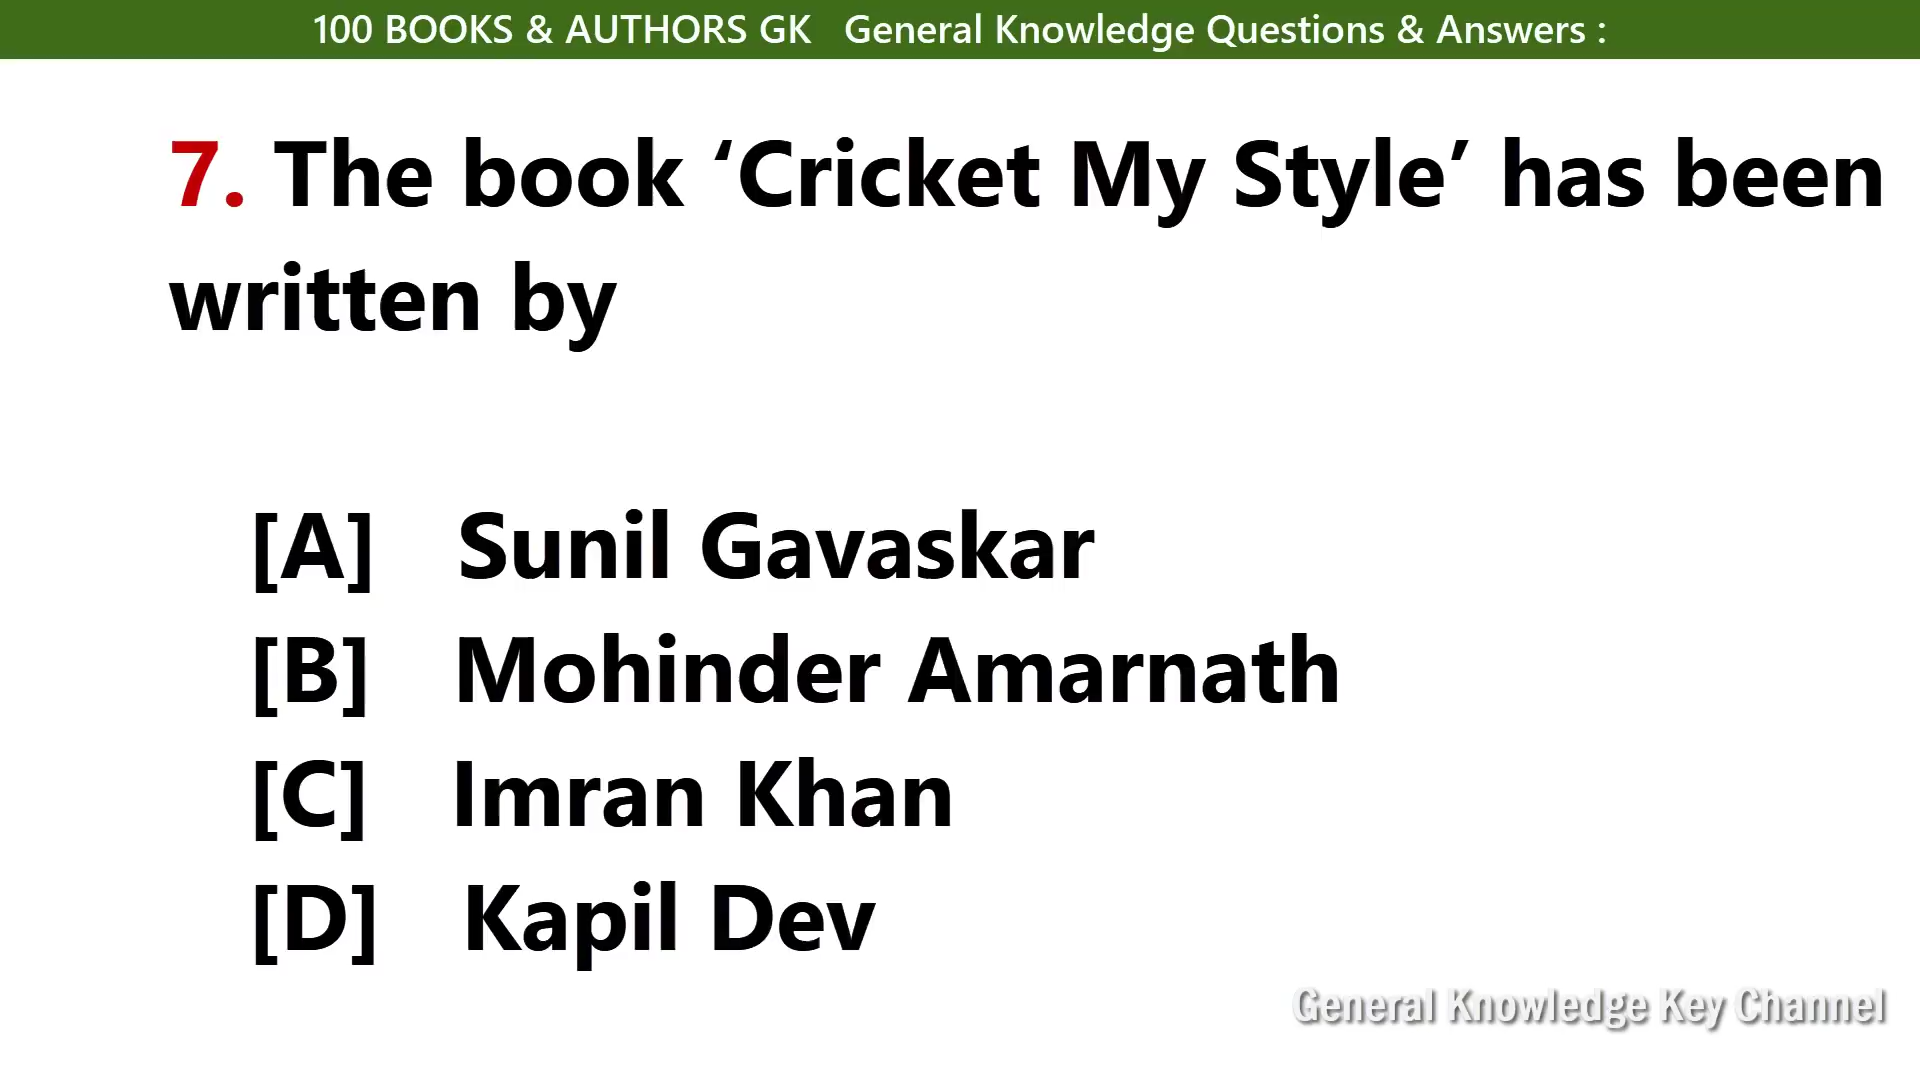 100 BOOKS & AUTHORS GK General Knowledge Questions & Answers :
7. The book ‘Cricket My Style’ has been
written by
[A] Sunil Gavaskar
[B] Mohinder Amarnath
[C] Imran Khan
[D] Kapil Dev
General Knowledge Key Channel